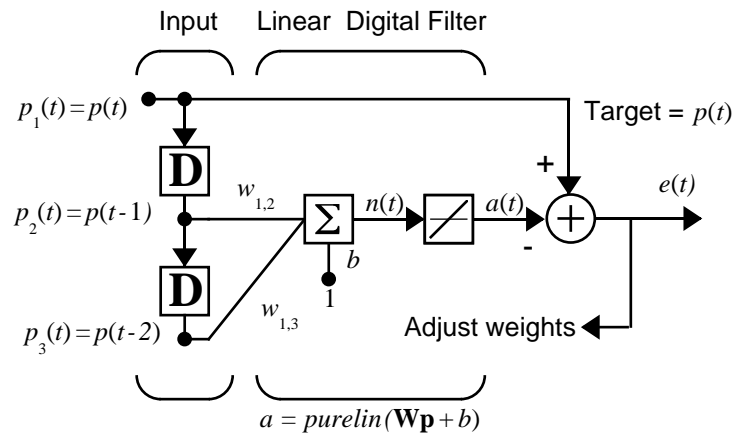 Input Linear Digital Filter
p₁(t) = p(t)
Target = p(t)
D
+
e(t)
w₁,₂
n(t)
a(t)
p₂(t) = p(t-1)
Σ
+
-
b
D
1
w₁,₃
p₃(t) = p(t-2)
Adjust weights
a = purelin(Wp + b)